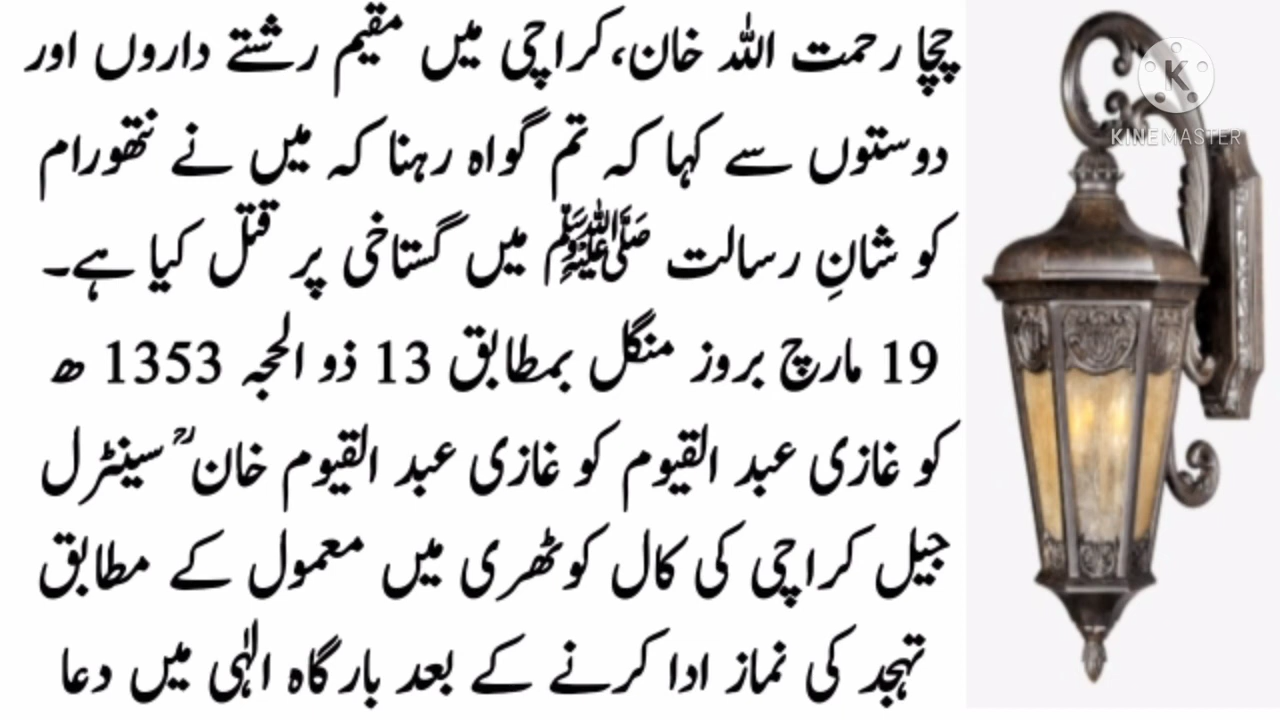 چچا رحمت اللہ خان، کراچی میں مقیم رشتے داروں اور
دوستوں سے کہا کہ تم گواہ رہنا کہ میں نے نتھورام
کو شانِ رسالت ﷺ میں گستاخی پر قتل کیا ہے۔
19 مارچ بروز منگل بمطابق 13 ذو الحجہ 1353 ھ
کو غازی عبد القیوم کو غازی عبد القیوم خانؒ سینٹرل
جیل کراچی کی کال کوٹھری میں معمول کے مطابق
تہجد کی نماز ادا کرنے کے بعد بارگاہ الٰہی میں دعا
K
KINEMASTER